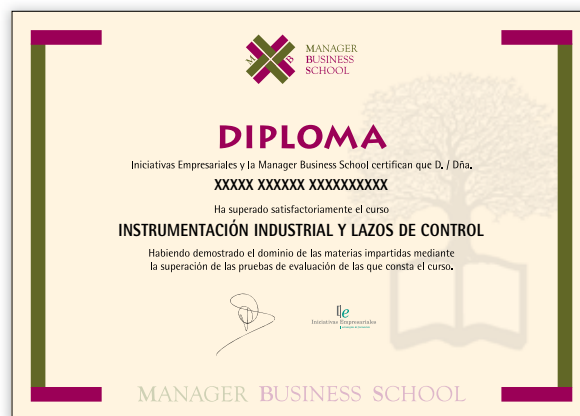 M B
MANAGER
BUSINESS
SCHOOL
DIPLOMA
Iniciativas Empresariales y la Manager Business School certifican que D. / Dña.
XXXXX XXXXXX XXXXXXXXXX
Ha superado satisfactoriamente el curso
INSTRUMENTACIÓN INDUSTRIAL Y LAZOS DE CONTROL
Habiendo demostrado el dominio de las materias impartidas mediante
la superación de las pruebas de evaluación de las que consta el curso.
Iniciativas Empresariales
MANAGER BUSINESS SCHOOL